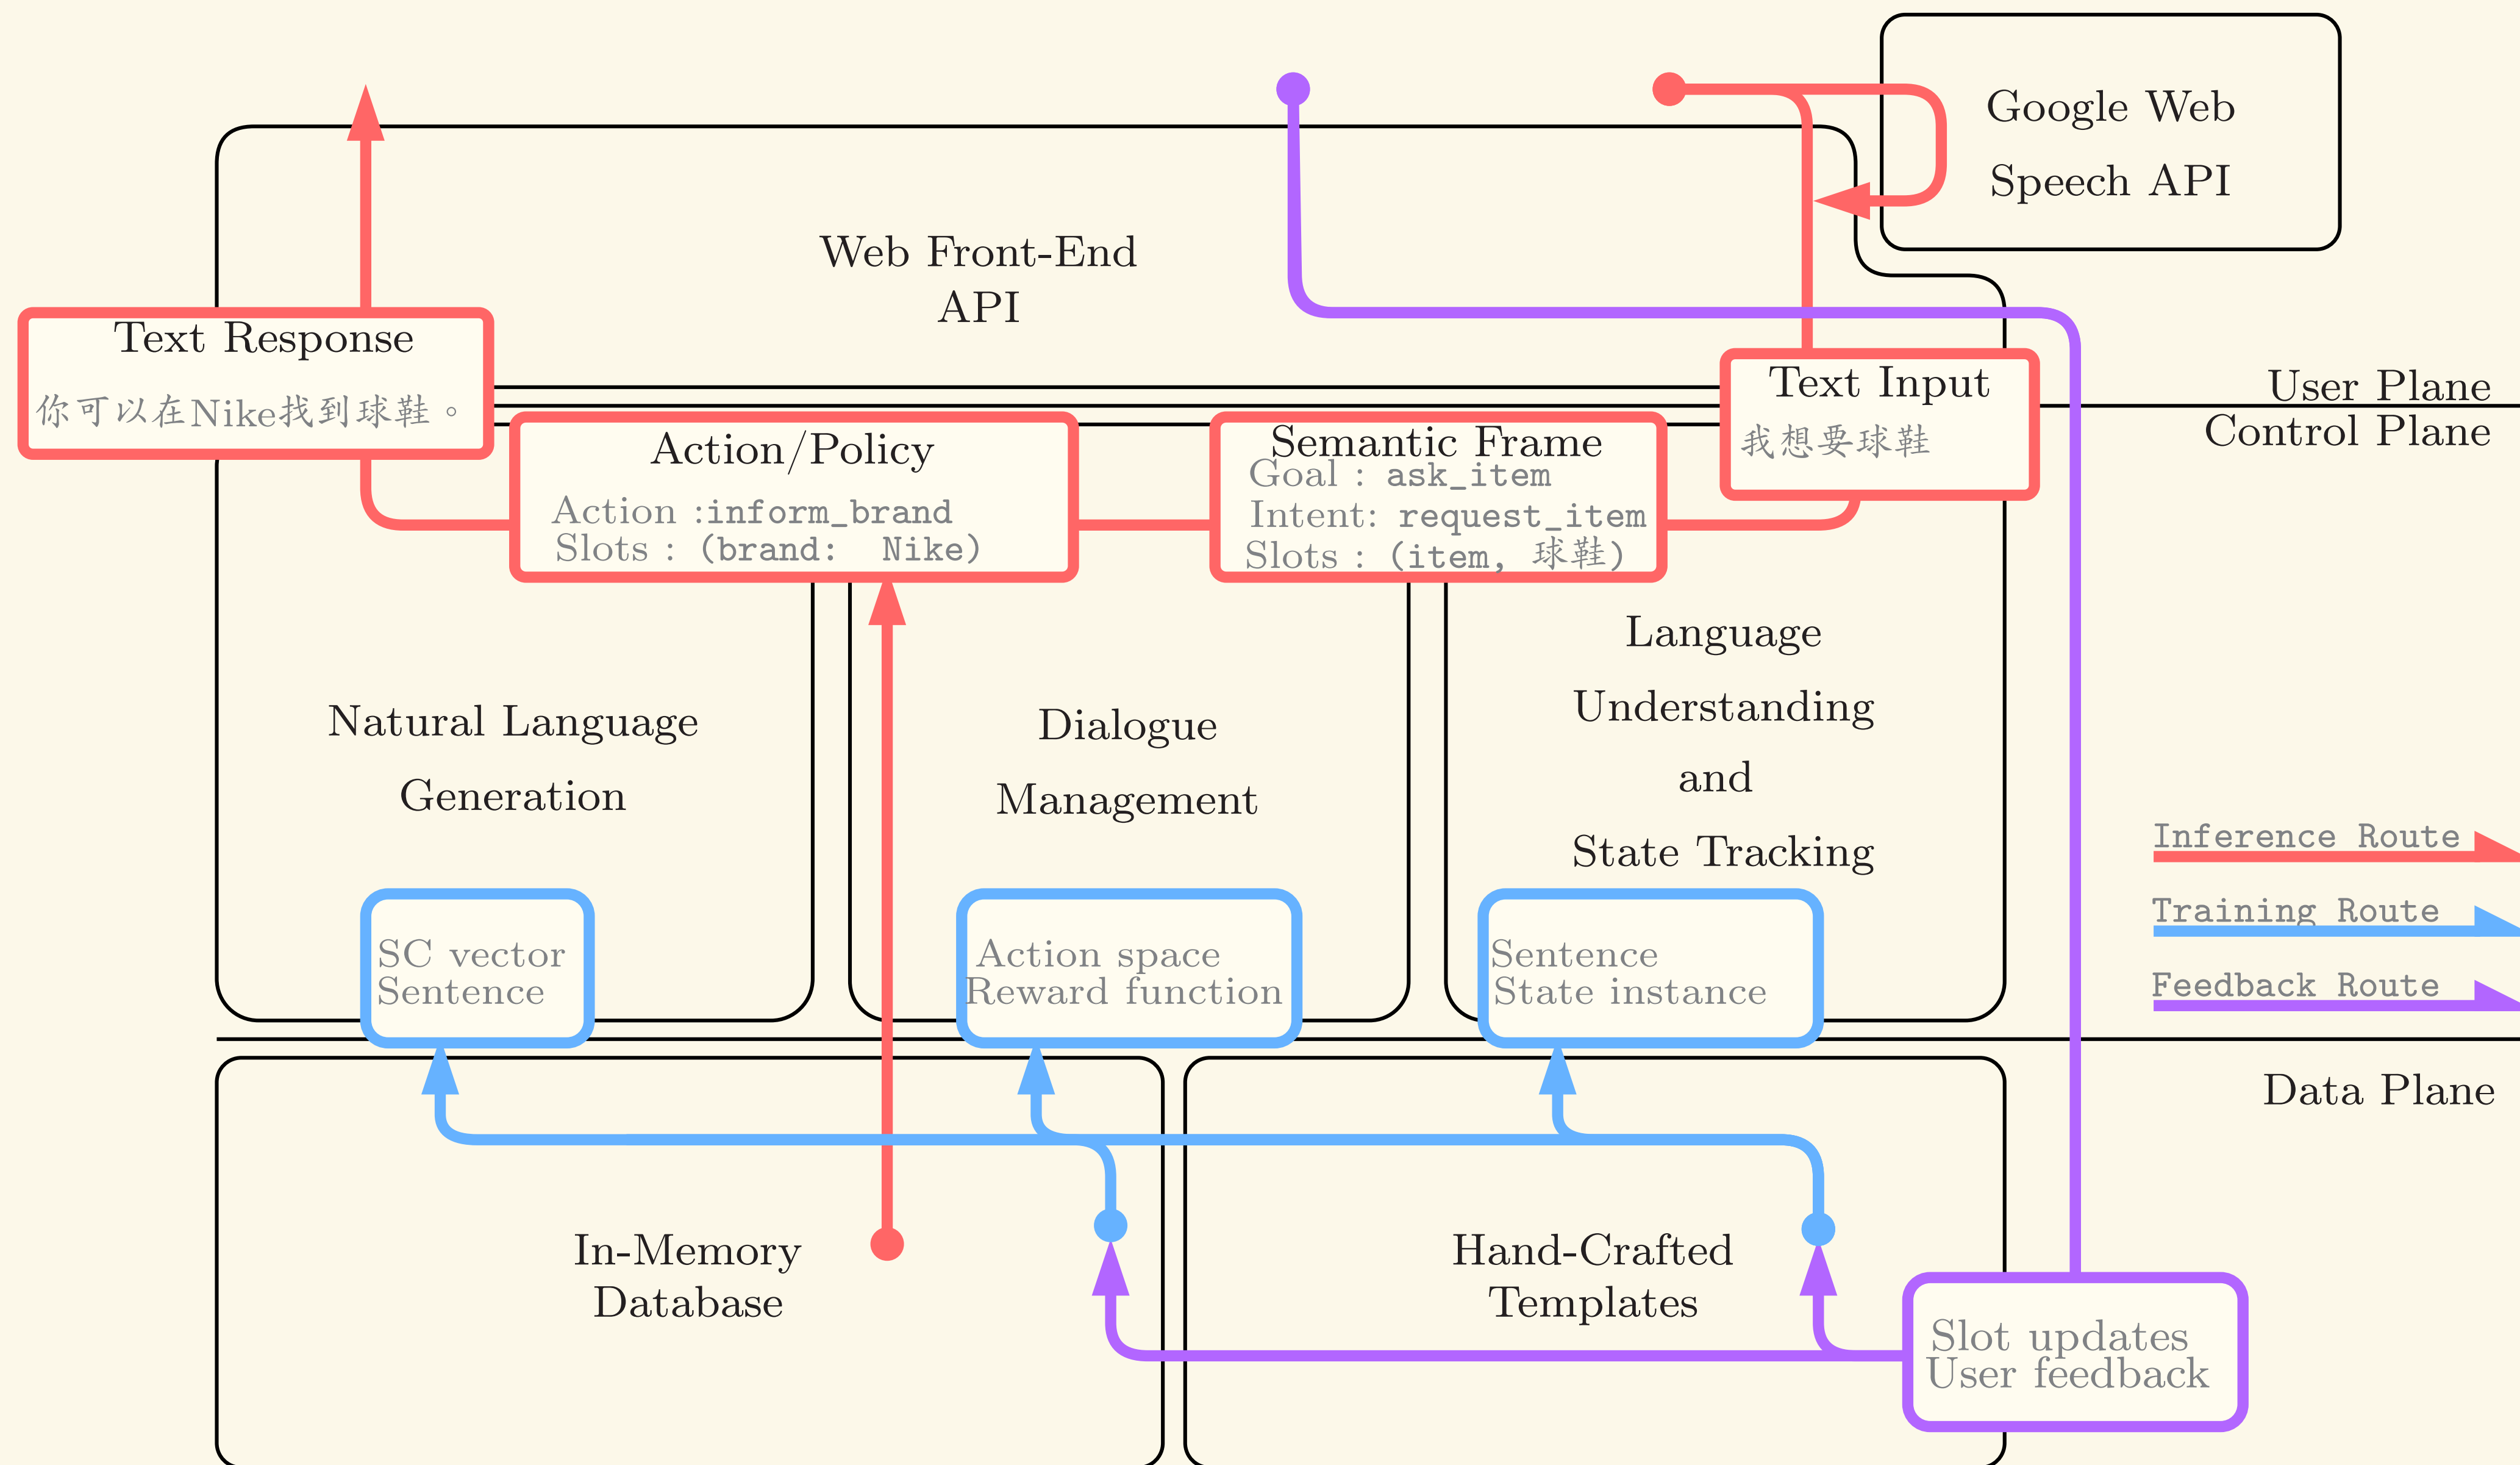 Google Web
Speech API
Web Front-End
API
Text Response
你可以在Nike找到球鞋。
Text Input
我想要球鞋
User Plane
Control Plane
Action/Policy
Action :inform_brand
Slots : (brand: Nike)
Semantic Frame
Goal : ask_item
Intent: request_item
Slots : (item, 球鞋)
Natural Language
Generation
Dialogue
Management
Language
Understanding
and
State Tracking
Inference Route
Training Route
Feedback Route
SC vector
Sentence
Action space
Reward function
Sentence
State instance
Data Plane
In-Memory
Database
Hand-Crafted
Templates
Slot updates
User feedback